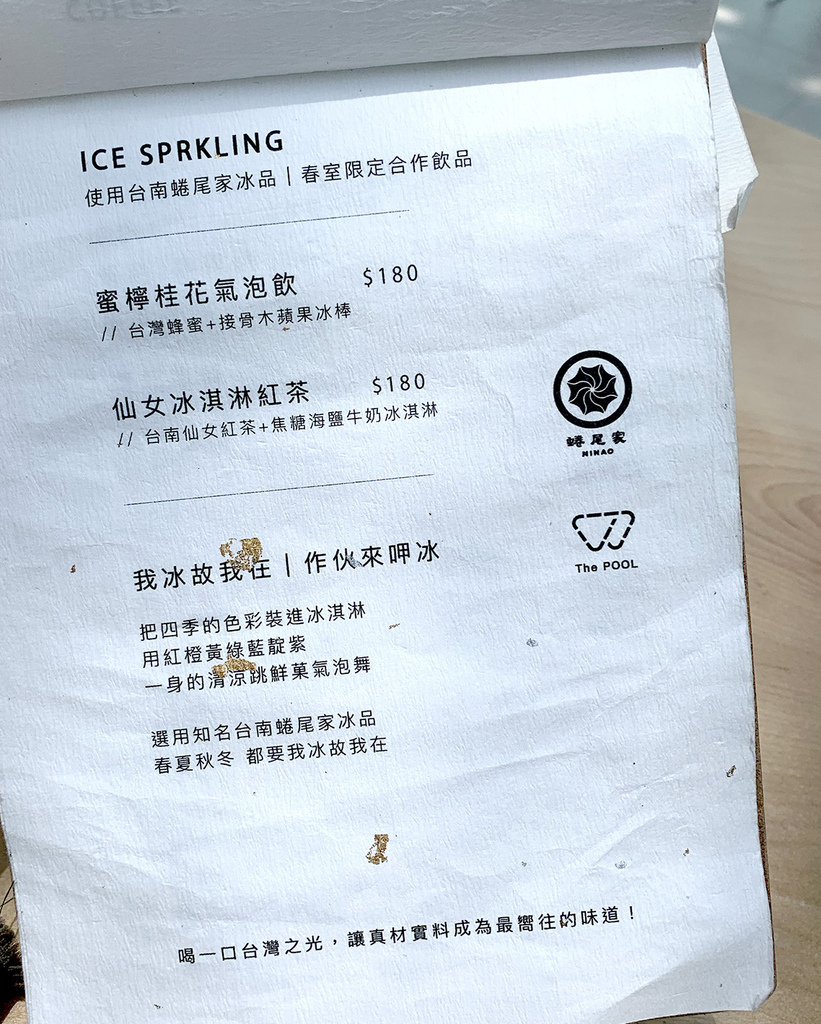 ICE SPRKLING
使用台南蜷尾家冰品 | 春室限定合作飲品
蜜檸桂花氣泡飲 $180
// 台灣蜂蜜+接骨木蘋果冰棒
仙女冰淇淋紅茶 $180
// 台南仙女紅茶+焦糖海鹽牛奶冰淇淋
蜷尾家
NINAO
The POOL
我冰故我在 | 作伙來呷冰
把四季的色彩裝進冰淇淋
用紅橙黃綠藍靛紫
一身的清涼跳鮮菓氣泡舞
選用知名台南蜷尾家冰品
春夏秋冬 都要我冰故我在
喝一口台灣之光，讓真材實料成為最嚮往的味道！